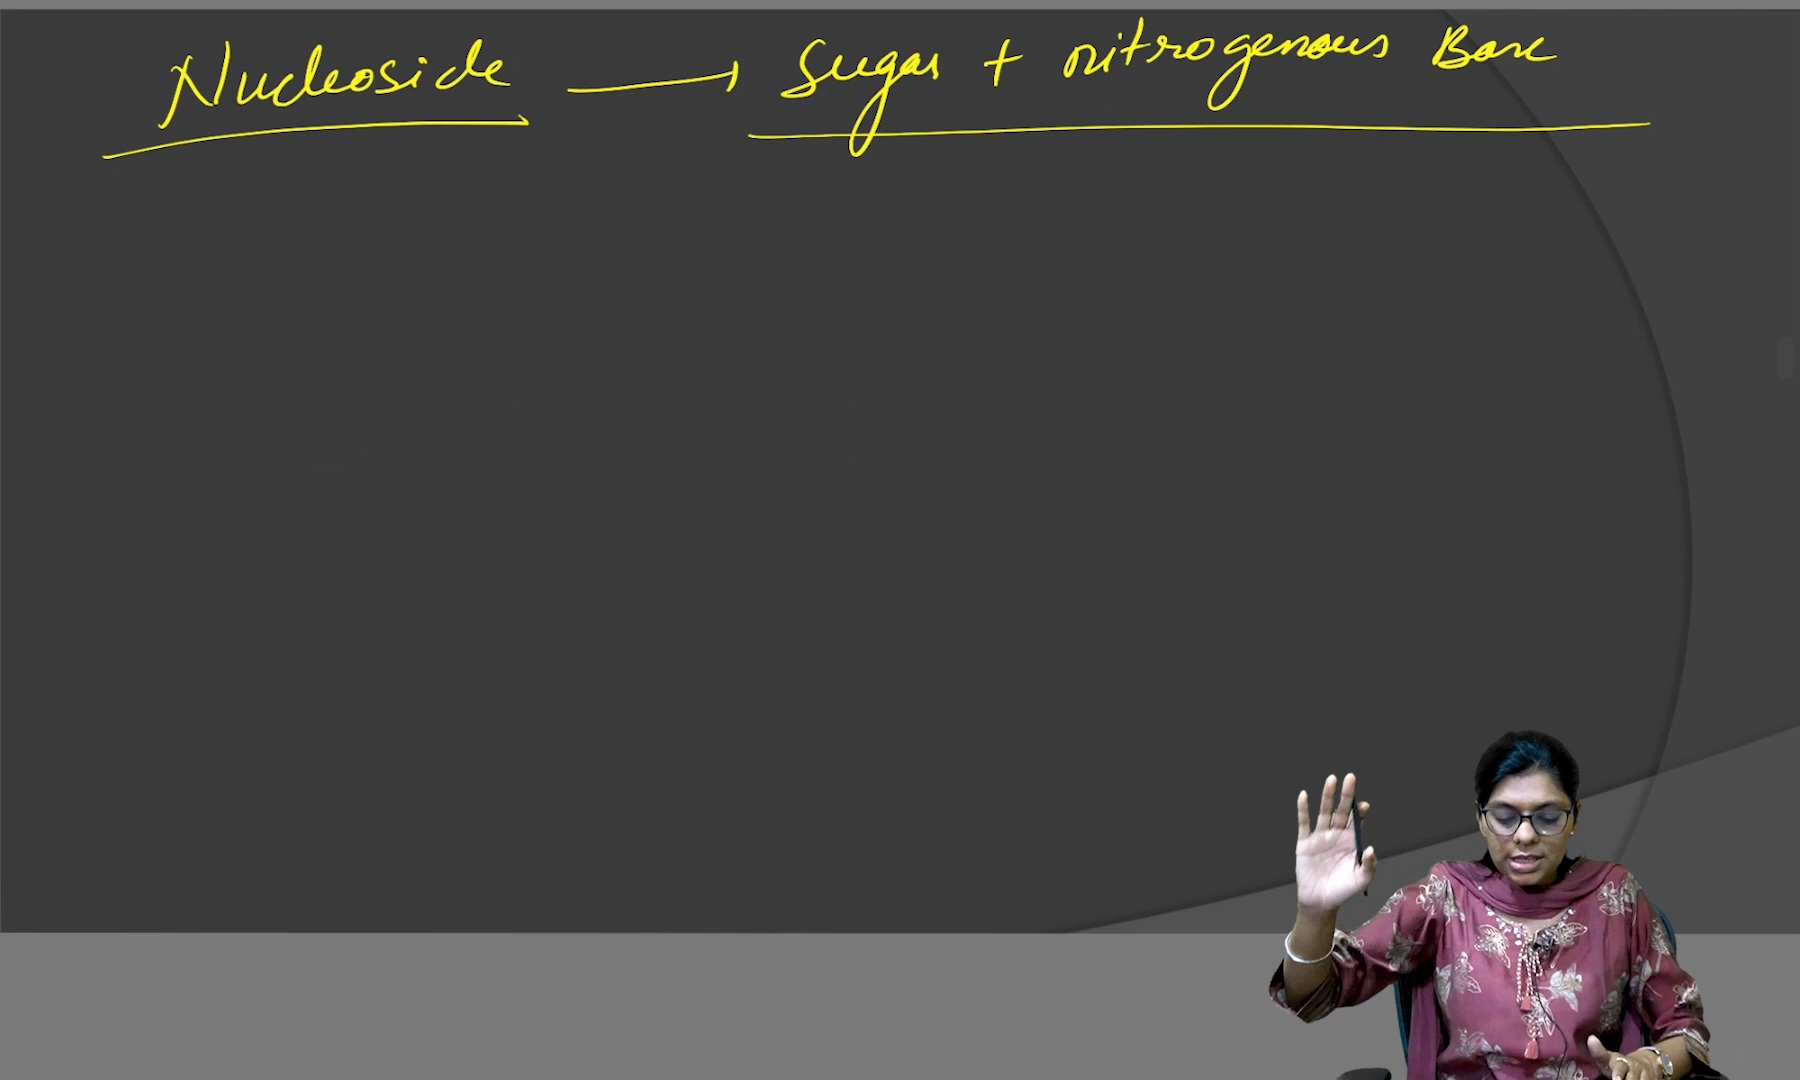 Nucleoside → Sugar + nitrogenous Base